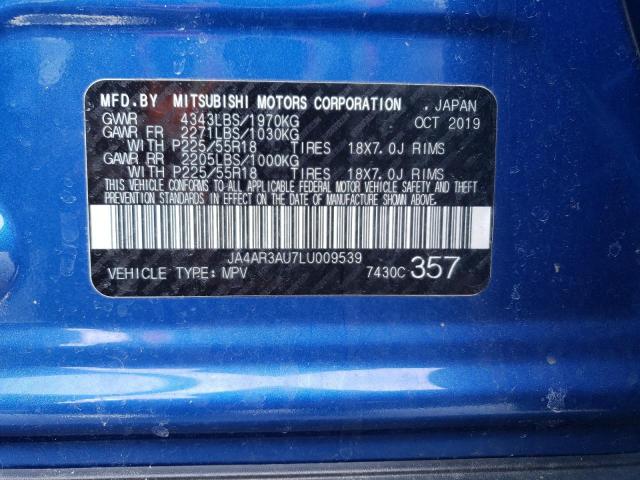 MFD.BY MITSUBISHI MOTORS CORPORATION . JAPAN
GVWR 4343LBS/1970KG OCT 2019
GAWR FR 2271LBS/1030KG
WITH P225/55R18 TIRES 18X7.0J RIMS
GAWR RR 2205LBS/1000KG
WITH P225/55R18 TIRES 18X7.0J RIMS
THIS VEHICLE CONFORMS TO ALL APPLICABLE FEDERAL MOTOR VEHICLE SAFETY AND
THEFT PREVENTION STANDARDS IN EFFECT ON THE DATE OF MANUFACTURE SHOWN ABOVE.
JA4AR3AU7LU009539
VEHICLE TYPE: MPV 7430C 357